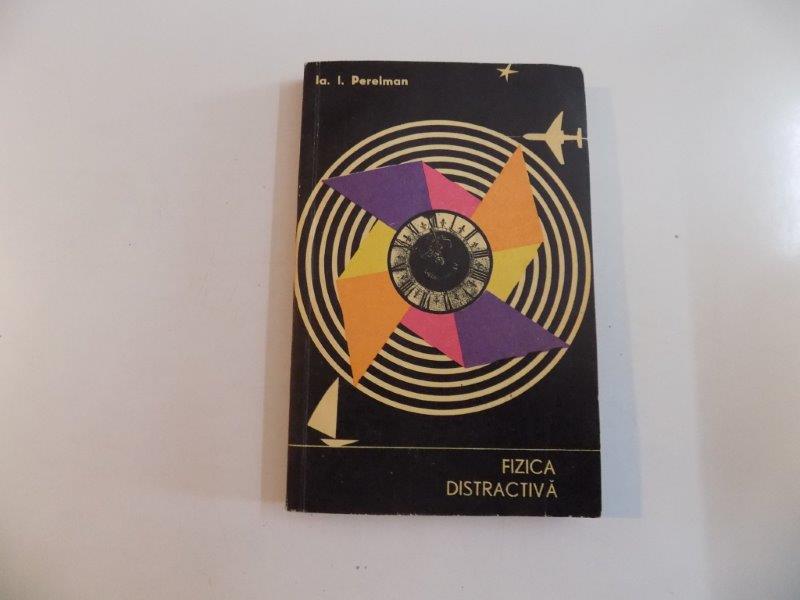 Ia. I. Perelman
FIZICA
DISTRACTIVĂ